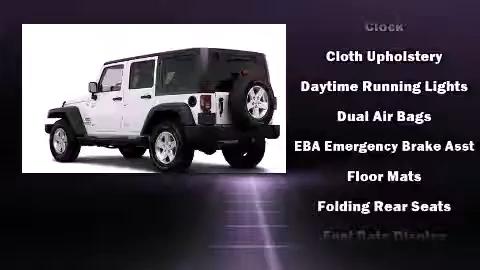 Clock
Cloth Upholstery
Daytime Running Lights
Dual Air Bags
EBA Emergency Brake Asst
Floor Mats
Folding Rear Seats